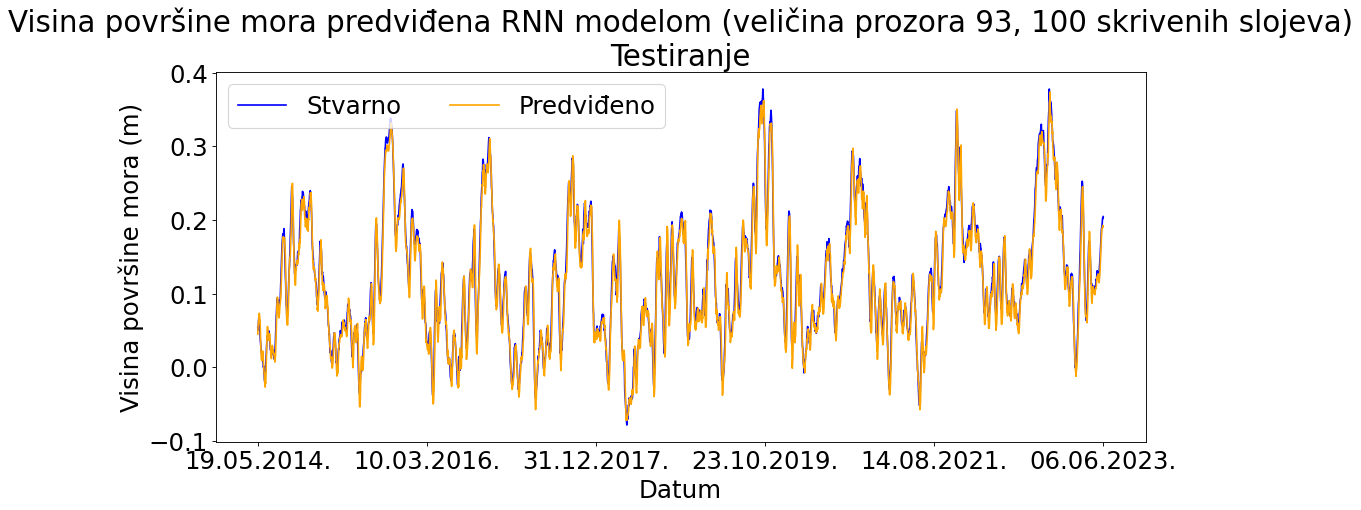 Visina površine mora predviđena RNN modelom (veličina prozora 93, 100 skrivenih slojeva)
Testiranje
Stvarno
Predviđeno
Visina površine mora (m)
0.4
0.3
0.2
0.1
0.0
−0.1
19.05.2014.
10.03.2016.
31.12.2017.
23.10.2019.
14.08.2021.
06.06.2023.
Datum